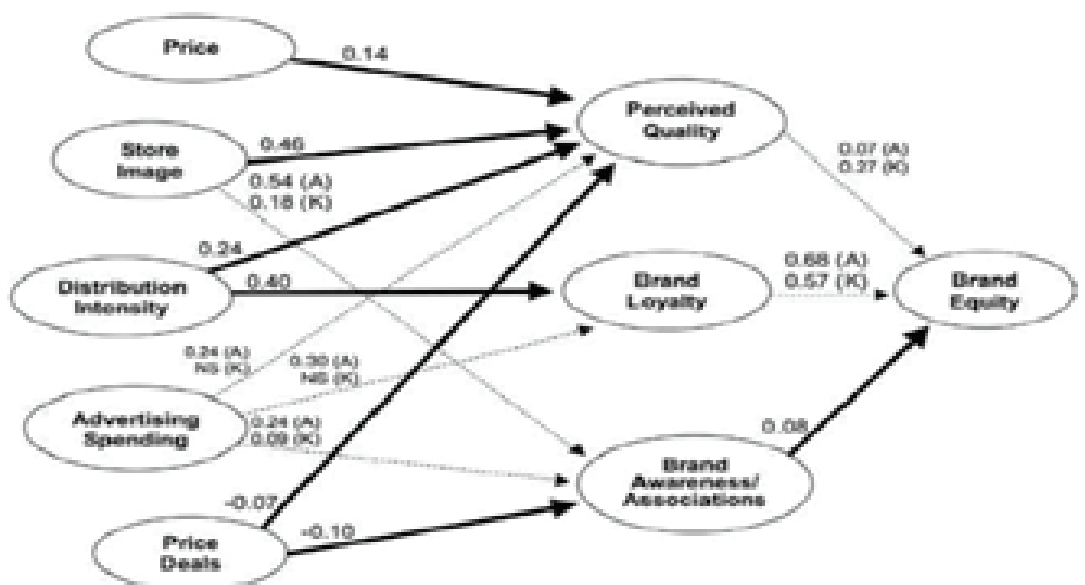 Price
0.14
Perceived
Quality
Store
Image
0.46
0.54 (A)
0.18 (K)
0.07 (A)
0.27 (K)
Distribution
Intensity
0.24
0.40
Brand
Loyalty
0.68 (A)
0.57 (K)
Brand
Equity
0.24 (A)
NS (K)
0.30 (A)
NS (K)
Advertising
Spending
0.24 (A)
0.09 (K)
0.08
Brand
Awareness/
Associations
-0.07
-0.10
Price
Deals